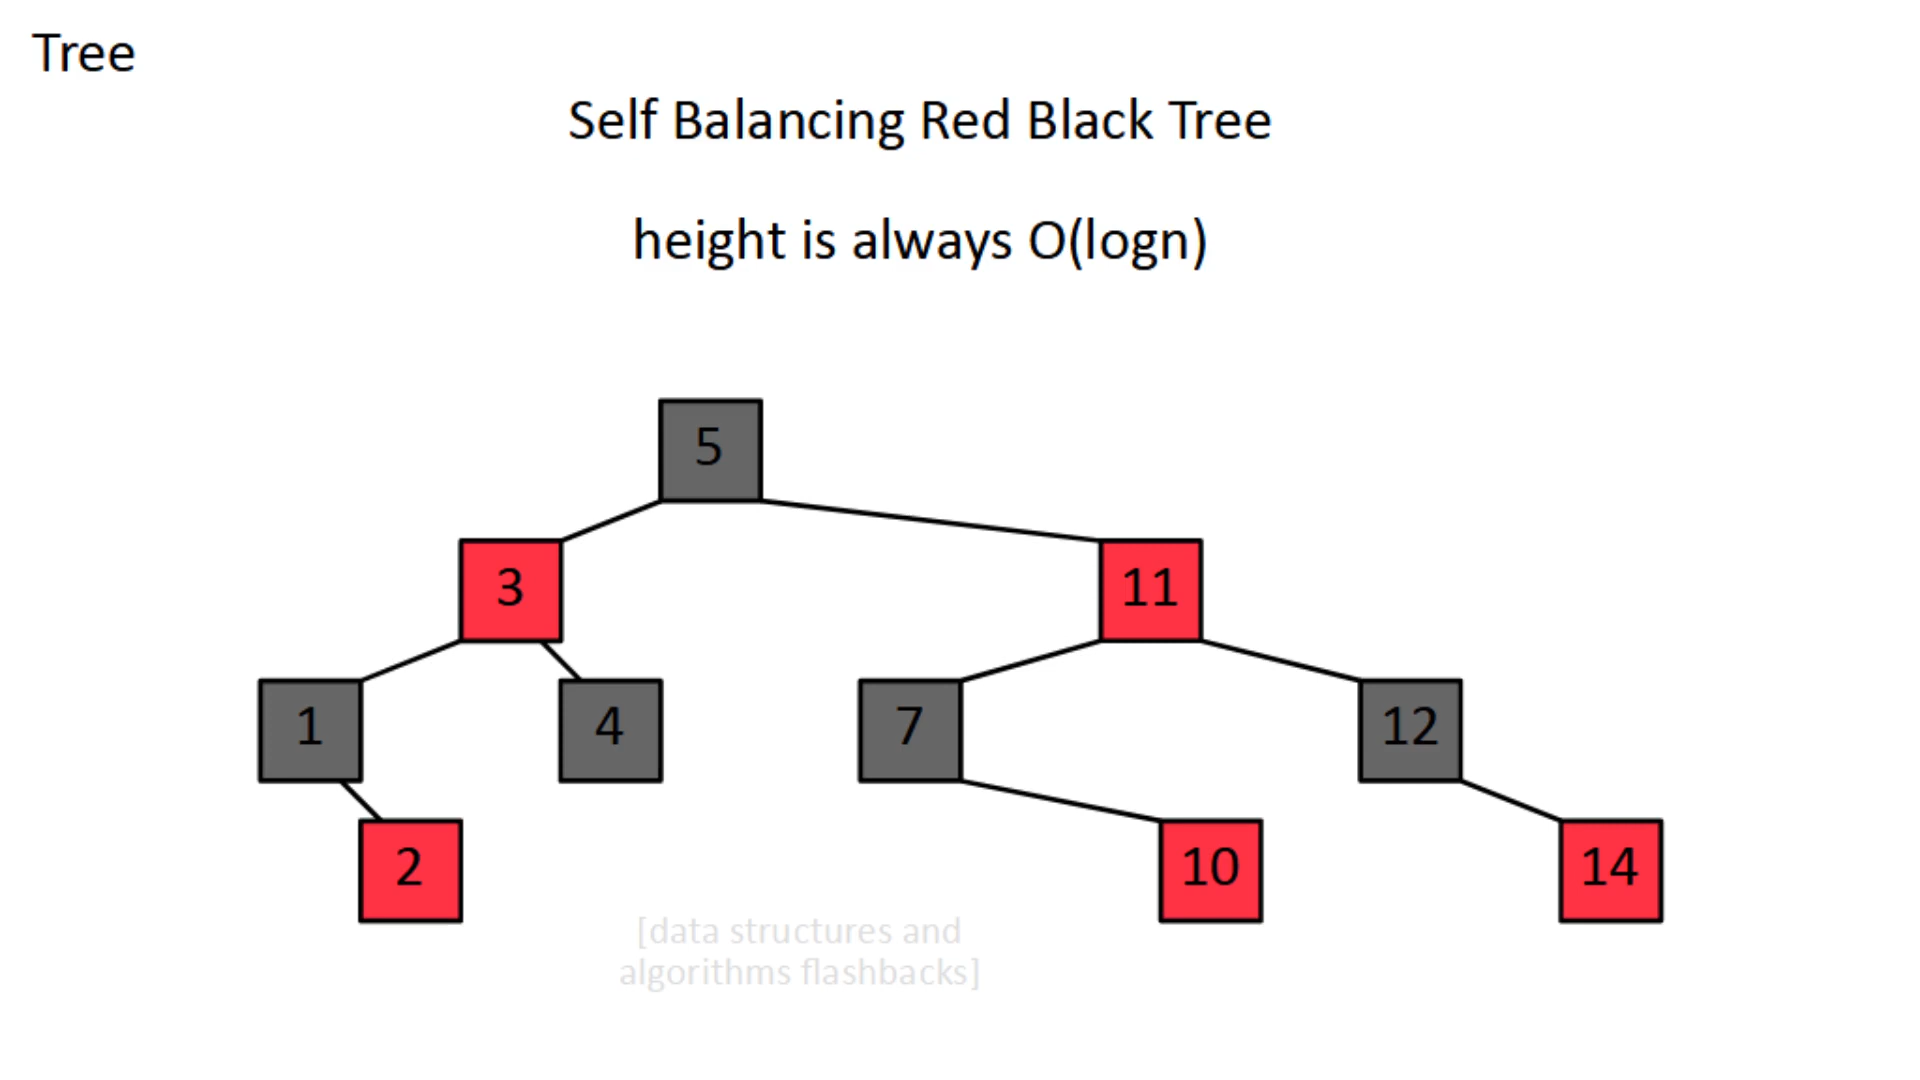 Tree
Self Balancing Red Black Tree
height is always O(logn)
5
3
11
1
4
7
12
2
10
14
[data structures and
algorithms flashbacks]